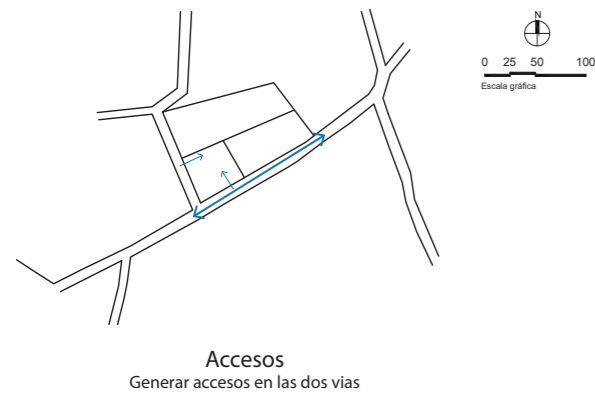 N
0 25 50 100
Escala gráfica
Accesos
Generar accesos en las dos vias